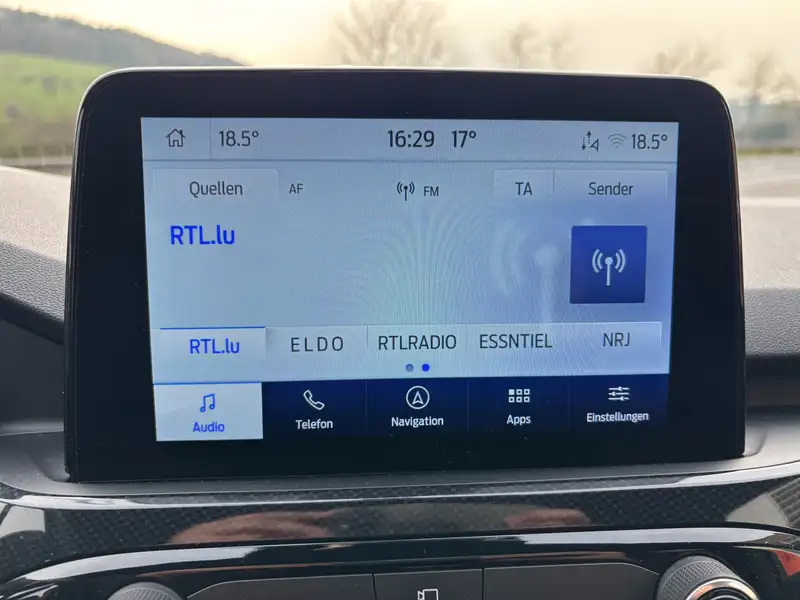 18.5° 16:29 17° 18.5°
Quellen AF FM TA Sender
RTL.lu
RTL.lu ELDO RTLRADIO ESSNTIEL NRJ
Audio Telefon Navigation Apps Einstellungen